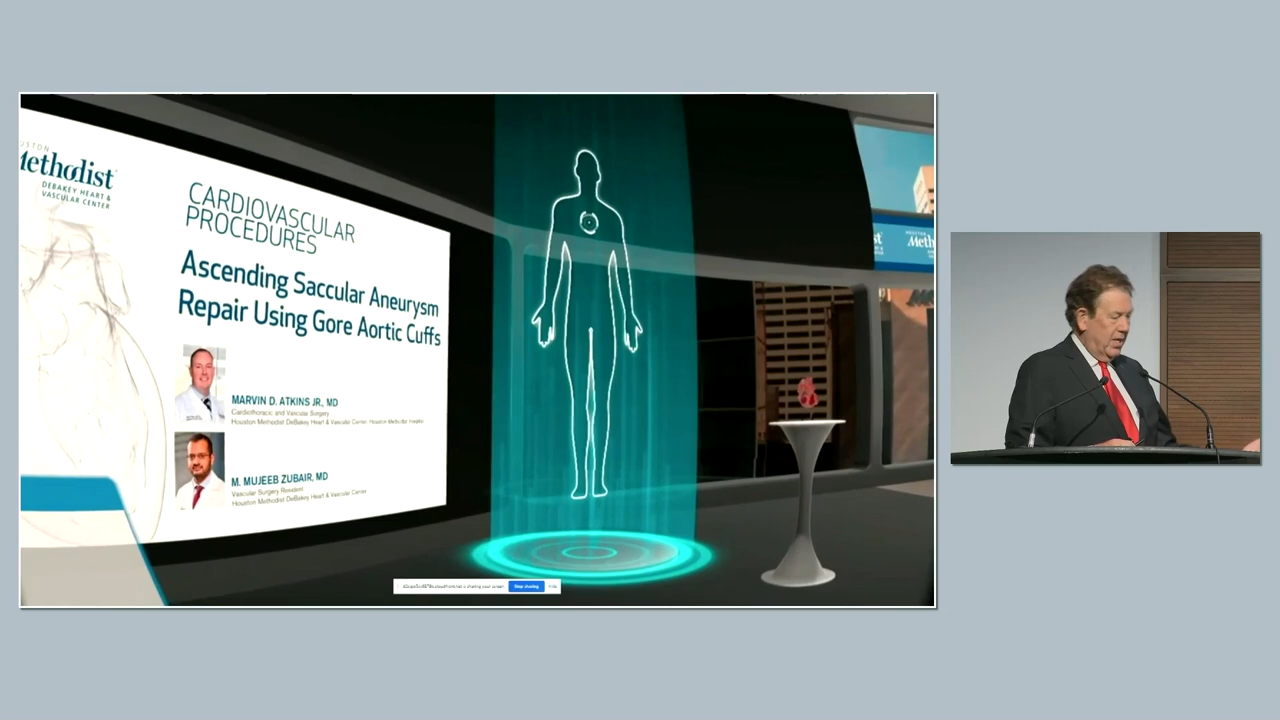 HOUSTON
Methodist
DEBAKEY HEART &
VASCULAR CENTER
CARDIOVASCULAR
PROCEDURES
Ascending Saccular Aneurysm
Repair Using Gore Aortic Cuffs
MARVIN D. ATKINS JR., MD
Cardiothoracic and Vascular Surgery
Houston Methodist DeBakey Heart & Vascular Center, Houston Methodist Hospital
M. MUJEEB ZUBAIR, MD
Vascular Surgery Resident
Houston Methodist DeBakey Heart & Vascular Center
Stop sharing
Hide